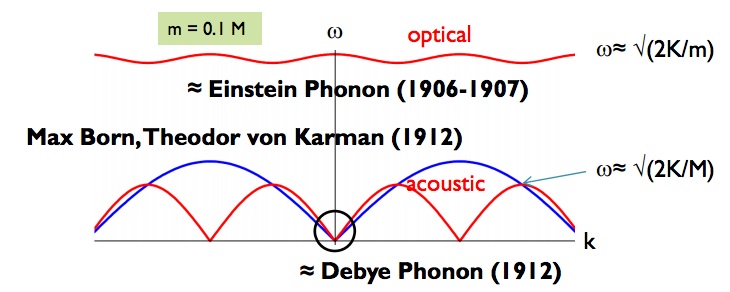 m = 0.1 M
ω
optical
ω≈ √(2K/m)
≈ Einstein Phonon (1906-1907)
Max Born, Theodor von Karman (1912)
ω≈ √(2K/M)
acoustic
k
≈ Debye Phonon (1912)